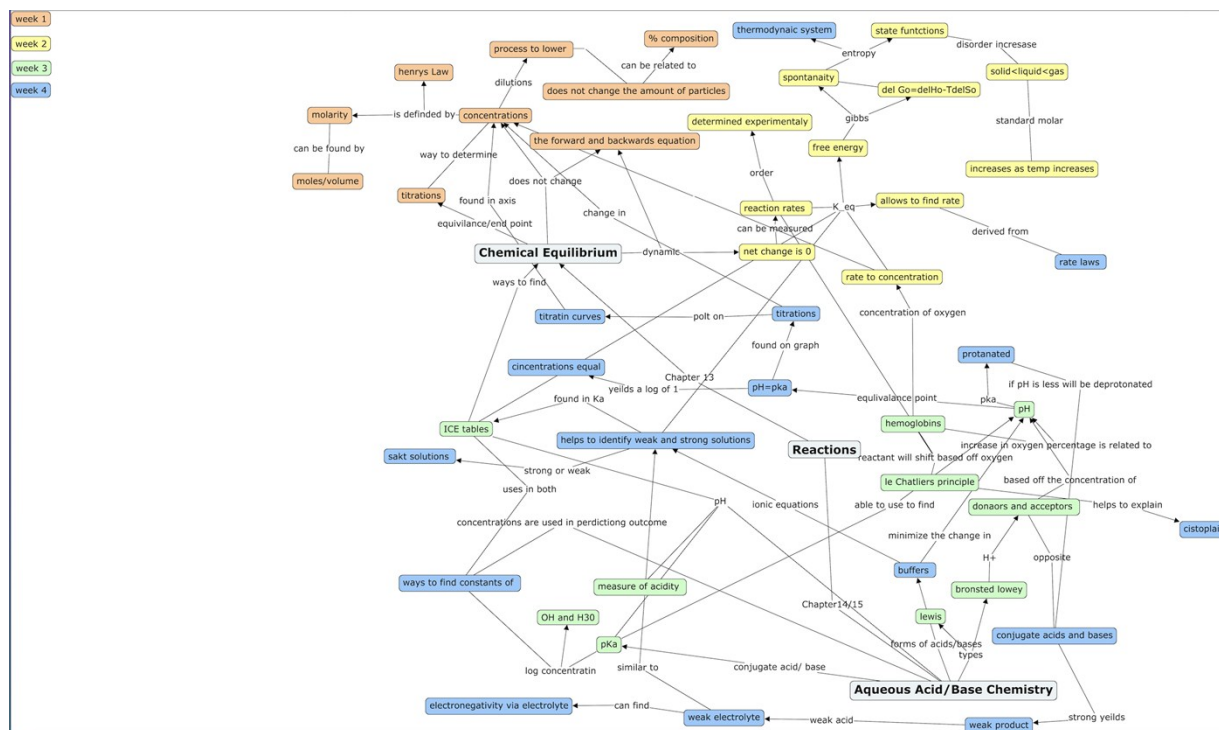 week 1
week 2
week 3
week 4
process to lower
% composition
can be related to
henrys Law
dilutions
does not change the amount of particles
molarity
is definded by
concentrations
can be found by
way to determine
the forward and backwards equation
moles/volume
titrations
does not change
found in axis
equivilance/end point
change in
thermodynaic system
state funtctions
entropy
disorder incresase
spontanaity
solid<liquid<gas
del Go=delHo-TdelSo
gibbs
standard molar
determined experimentaly
free energy
increases as temp increases
order
reaction rates
K_eq
allows to find rate
can be measured
derived from
Chemical Equilibrium
dynamic
net change is 0
rate laws
ways to find
rate to concentration
titratin curves
polt on
titrations
concentration of oxygen
found on graph
protanated
cincentrations equal
Chapter 13
yeilds a log of 1
pH=pka
if pH is less will be deprotonated
equlivalance point
pka
pH
found in Ka
ICE tables
hemoglobins
helps to identify weak and strong solutions
Reactions
increase in oxygen percentage is related to
sakt solutions
strong or weak
reactant will shift based off oxygen
uses in both
le Chatliers principle
based off the concentration of
pH
ionic equations
able to use to find
donaors and acceptors
helps to explain
concentrations are used in perdictiong outcome
minimize the change in
cistoplain
H+
opposite
ways to find constants of
measure of acidity
buffers
bronsted lowey
Chapter14/15
OH and H30
lewis
conjugate acids and bases
pKa
forms of acids/bases
types
log concentratin
similar to
conjugate acid/ base
Aqueous Acid/Base Chemistry
electronegativity via electrolyte
can find
weak electrolyte
weak acid
weak product
strong yeilds